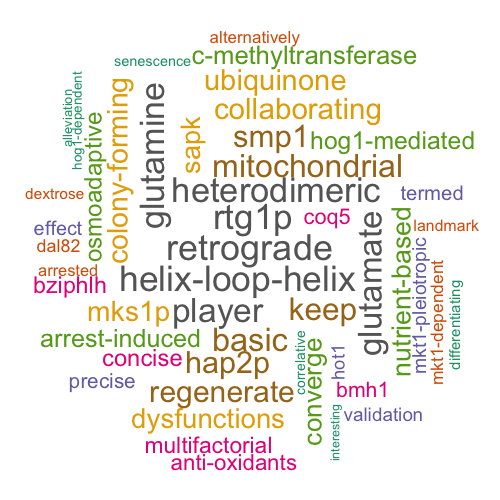 alternatively
senescence
c-methyltransferase
ubiquinone
collaborating
alleviation
hog1-dependent
osmoadaptive
colony-forming
glutamine
sapk
smp1
hog1-mediated
mitochondrial
dextrose
heterodimeric
termed
effect
rtg1p
coq5
landmark
dal82
retrograde
glutamate
nutrient-based
mkt1-pleiotropic
mkt1-dependent
differentiating
arrested
bziphlh
helix-loop-helix
mks1p
player
keep
arrest-induced
basic
concise
hap2p
converge
correlative
hot1
precise
regenerate
bmh1
dysfunctions
interesting
validation
multifactorial
anti-oxidants